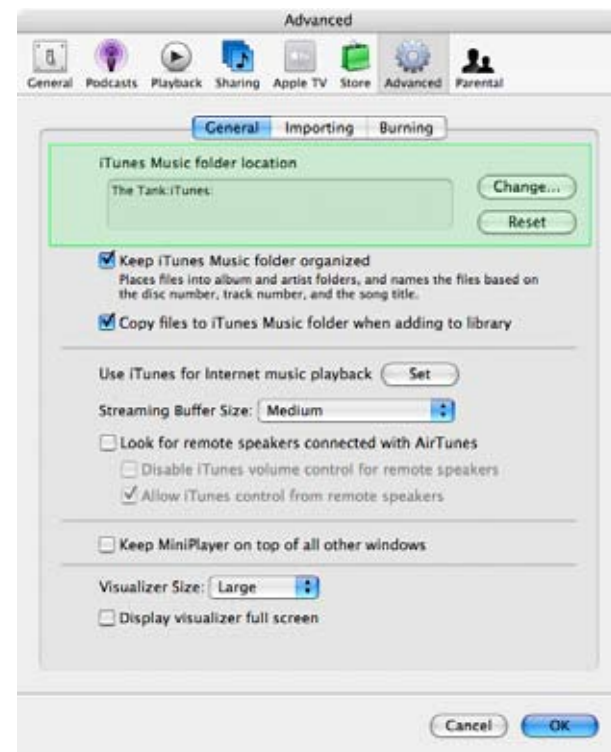 Advanced
General Podcasts Playback Sharing Apple TV Store Advanced Parental
General Importing Burning
iTunes Music folder location
The Tank:iTunes:
Change...
Reset
Keep iTunes Music folder organized
Places files into album and artist folders, and names the files based on
the disc number, track number, and the song title.
Copy files to iTunes Music folder when adding to library
Use iTunes for Internet music playback Set
Streaming Buffer Size: Medium
Look for remote speakers connected with AirTunes
Disable iTunes volume control for remote speakers
Allow iTunes control from remote speakers
Keep MiniPlayer on top of all other windows
Visualizer Size: Large
Display visualizer full screen
Cancel OK